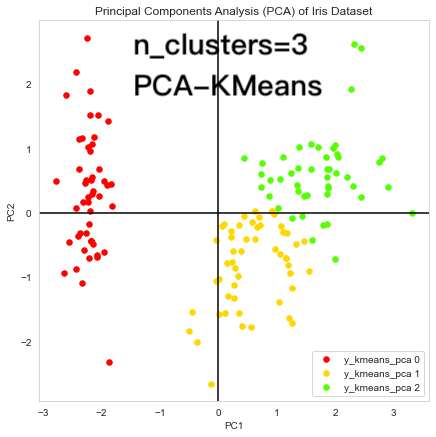 Principal Components Analysis (PCA) of Iris Dataset
n_clusters=3
PCA-KMeans
PC2
2
1
0
−1
−2
−3
−2
−1
0
1
2
3
PC1
y_kmeans_pca 0
y_kmeans_pca 1
y_kmeans_pca 2